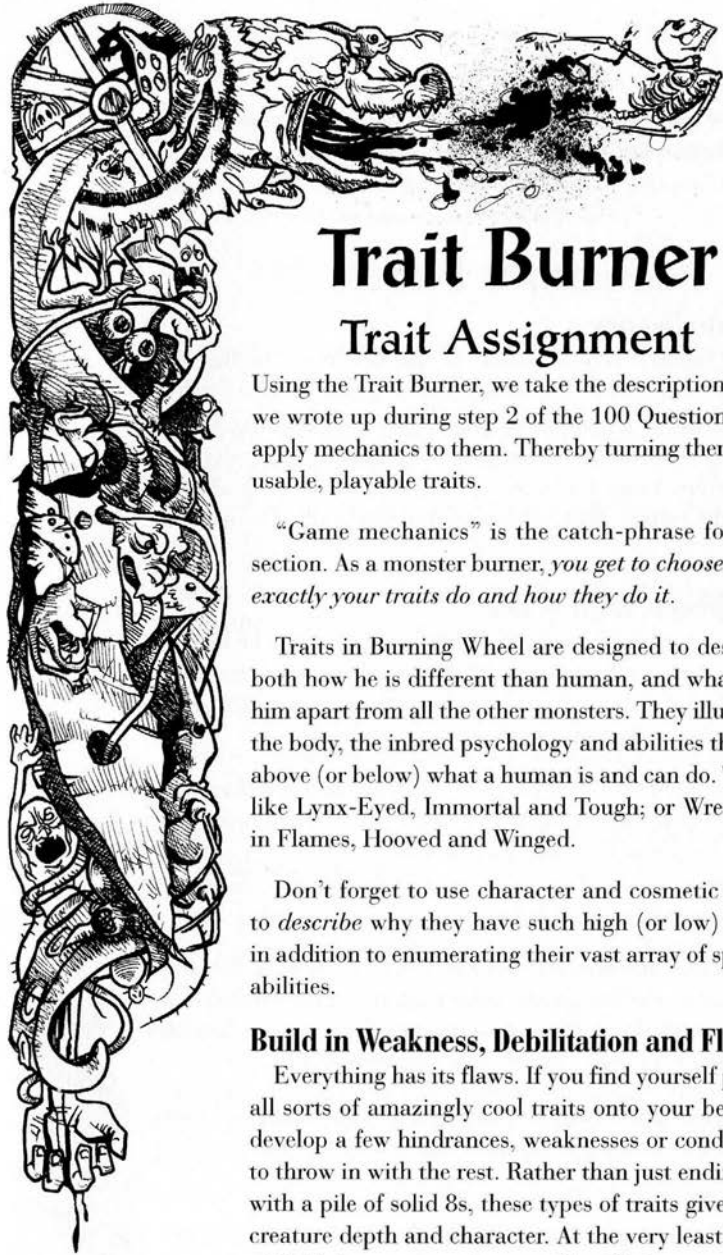 Trait Burner
Trait Assignment
Using the Trait Burner, we take the description
we wrote up during step 2 of the 100 Question
apply mechanics to them. Thereby turning ther
usable, playable traits.
“Game mechanics” is the catch-phrase fo
section. As a monster burner, you get to choose
exactly your traits do and how they do it.
Traits in Burning Wheel are designed to de
both how he is different than human, and wha
him apart from all the other monsters. They illu
the body, the inbred psychology and abilities th
above (or below) what a human is and can do.
like Lynx-Eyed, Immortal and Tough; or Wre
in Flames, Hooved and Winged.
Don’t forget to use character and cosmetic
to describe why they have such high (or low)
in addition to enumerating their vast array of s
abilities.
Build in Weakness, Debilitation and Fl
Everything has its flaws. If you find yourself
all sorts of amazingly cool traits onto your be
develop a few hindrances, weaknesses or cond
to throw in with the rest. Rather than just endi
with a pile of solid 8s, these types of traits give
creature depth and character. At the very least